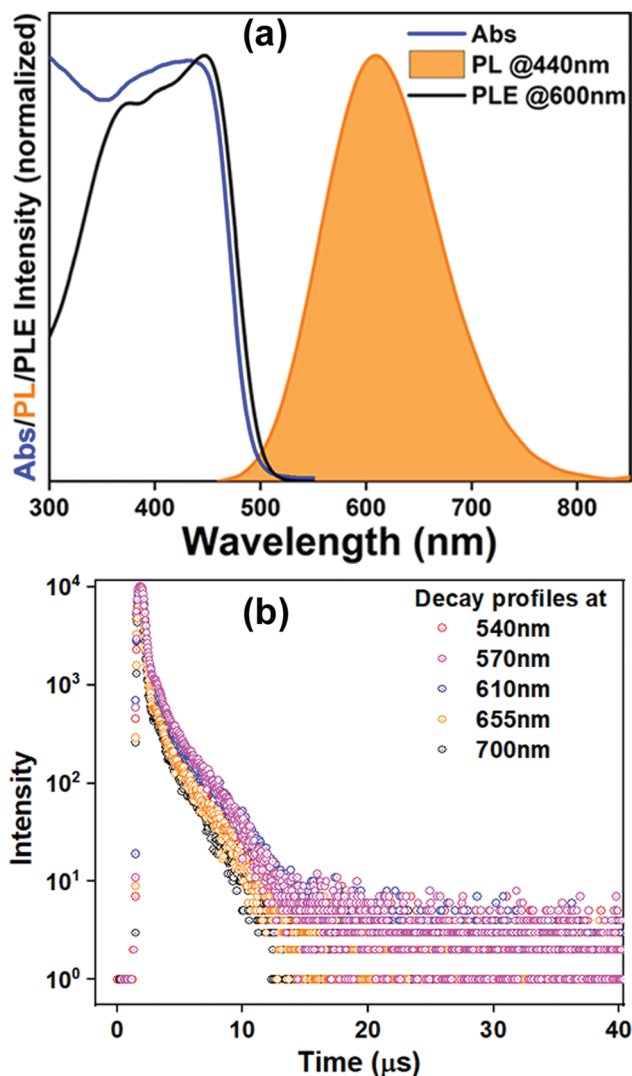 (a)
Abs
PL @440nm
PLE @600nm
Abs/PL/PLE Intensity (normalized)
300 400 500 600 700 800
Wavelength (nm)
(b)
Decay profiles at
540nm
570nm
610nm
655nm
700nm
Intensity
10⁴
10³
10²
10¹
10⁰
0 10 20 30 40
Time (μs)